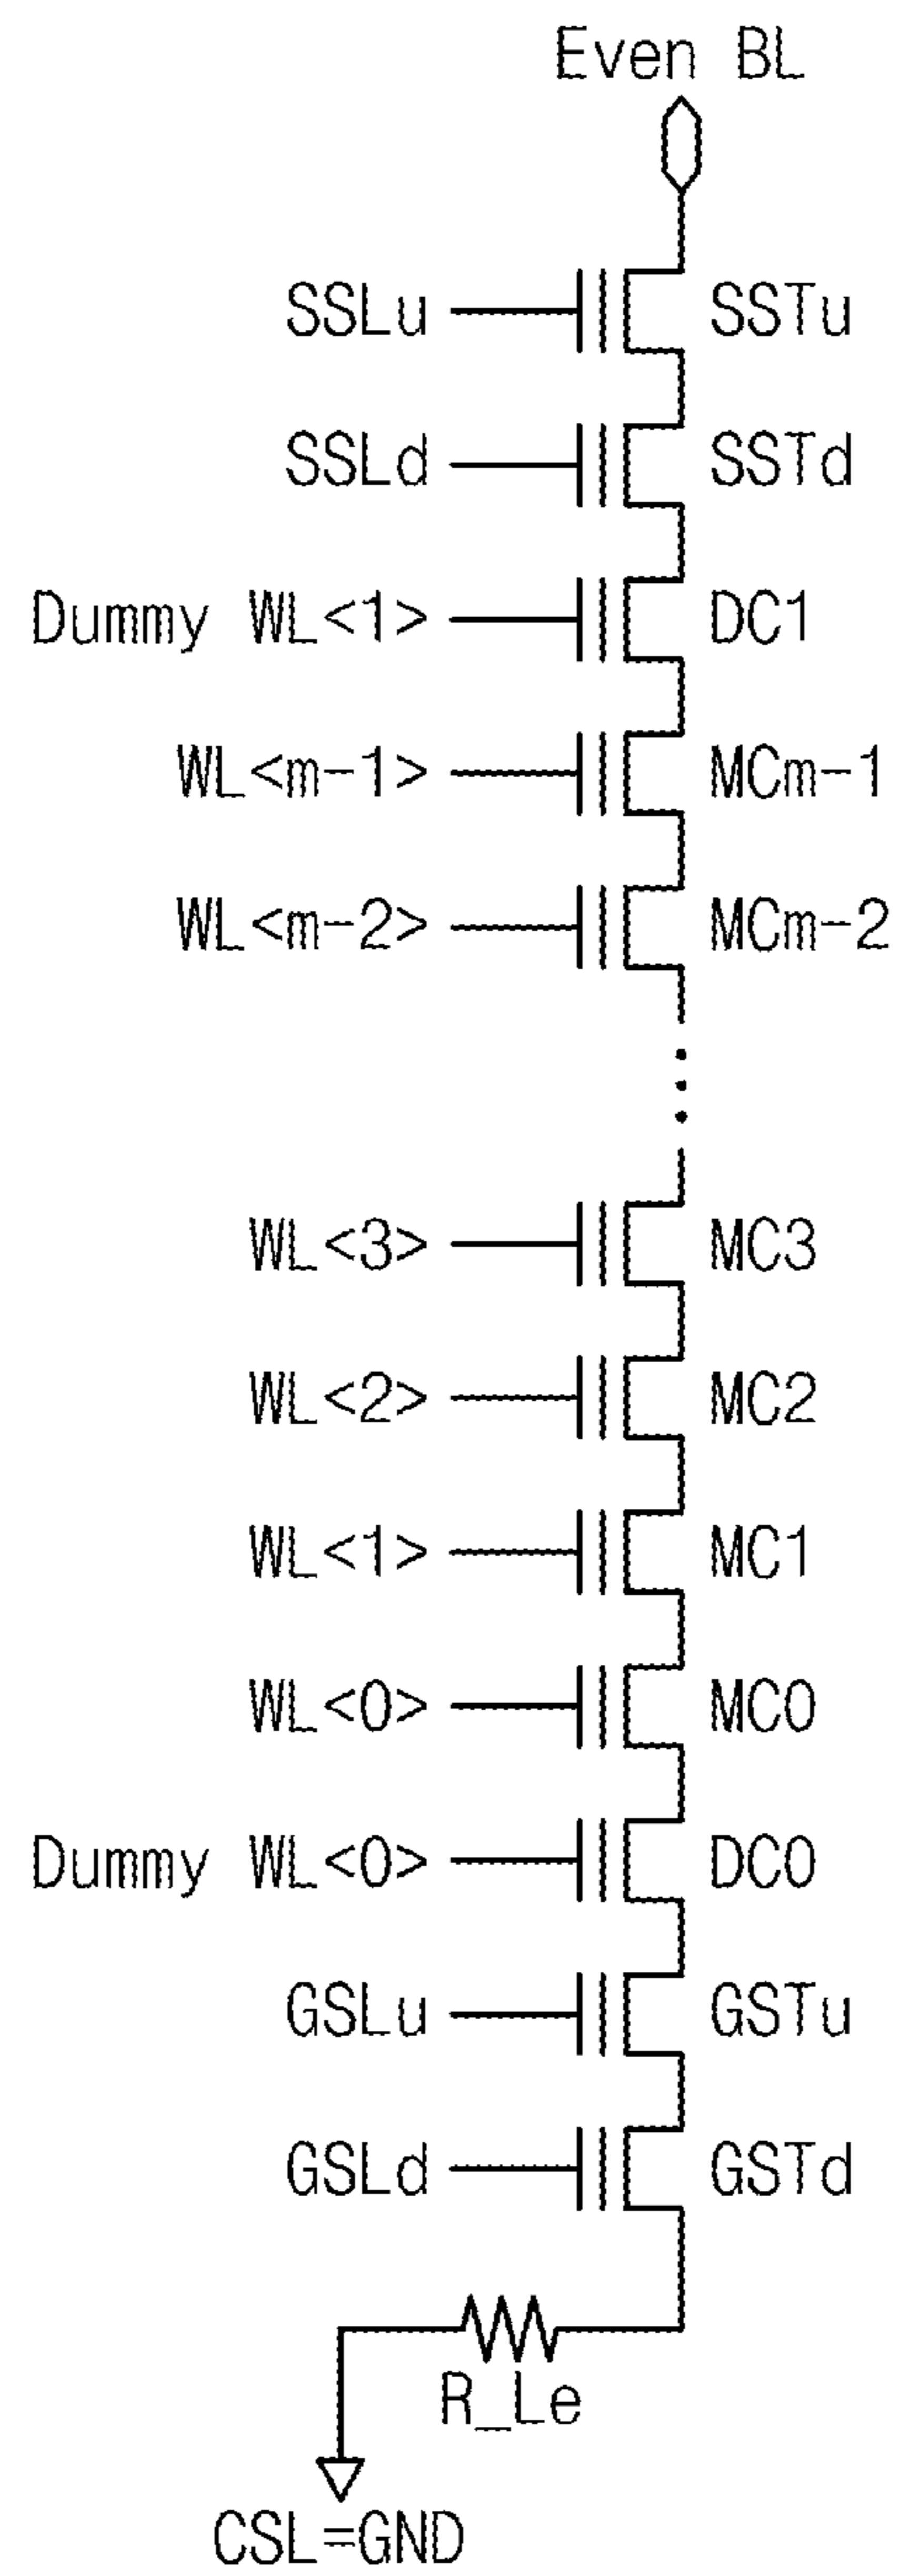 Even BL
SSLu SSTu
SSLd SSTd
Dummy WL<1> DC1
WL<m-1> MCm-1
WL<m-2> MCm-2
WL<3> MC3
WL<2> MC2
WL<1> MC1
WL<0> MC0
Dummy WL<0> DC0
GSLu GSTu
GSLd GSTd
R_Le
CSL=GND